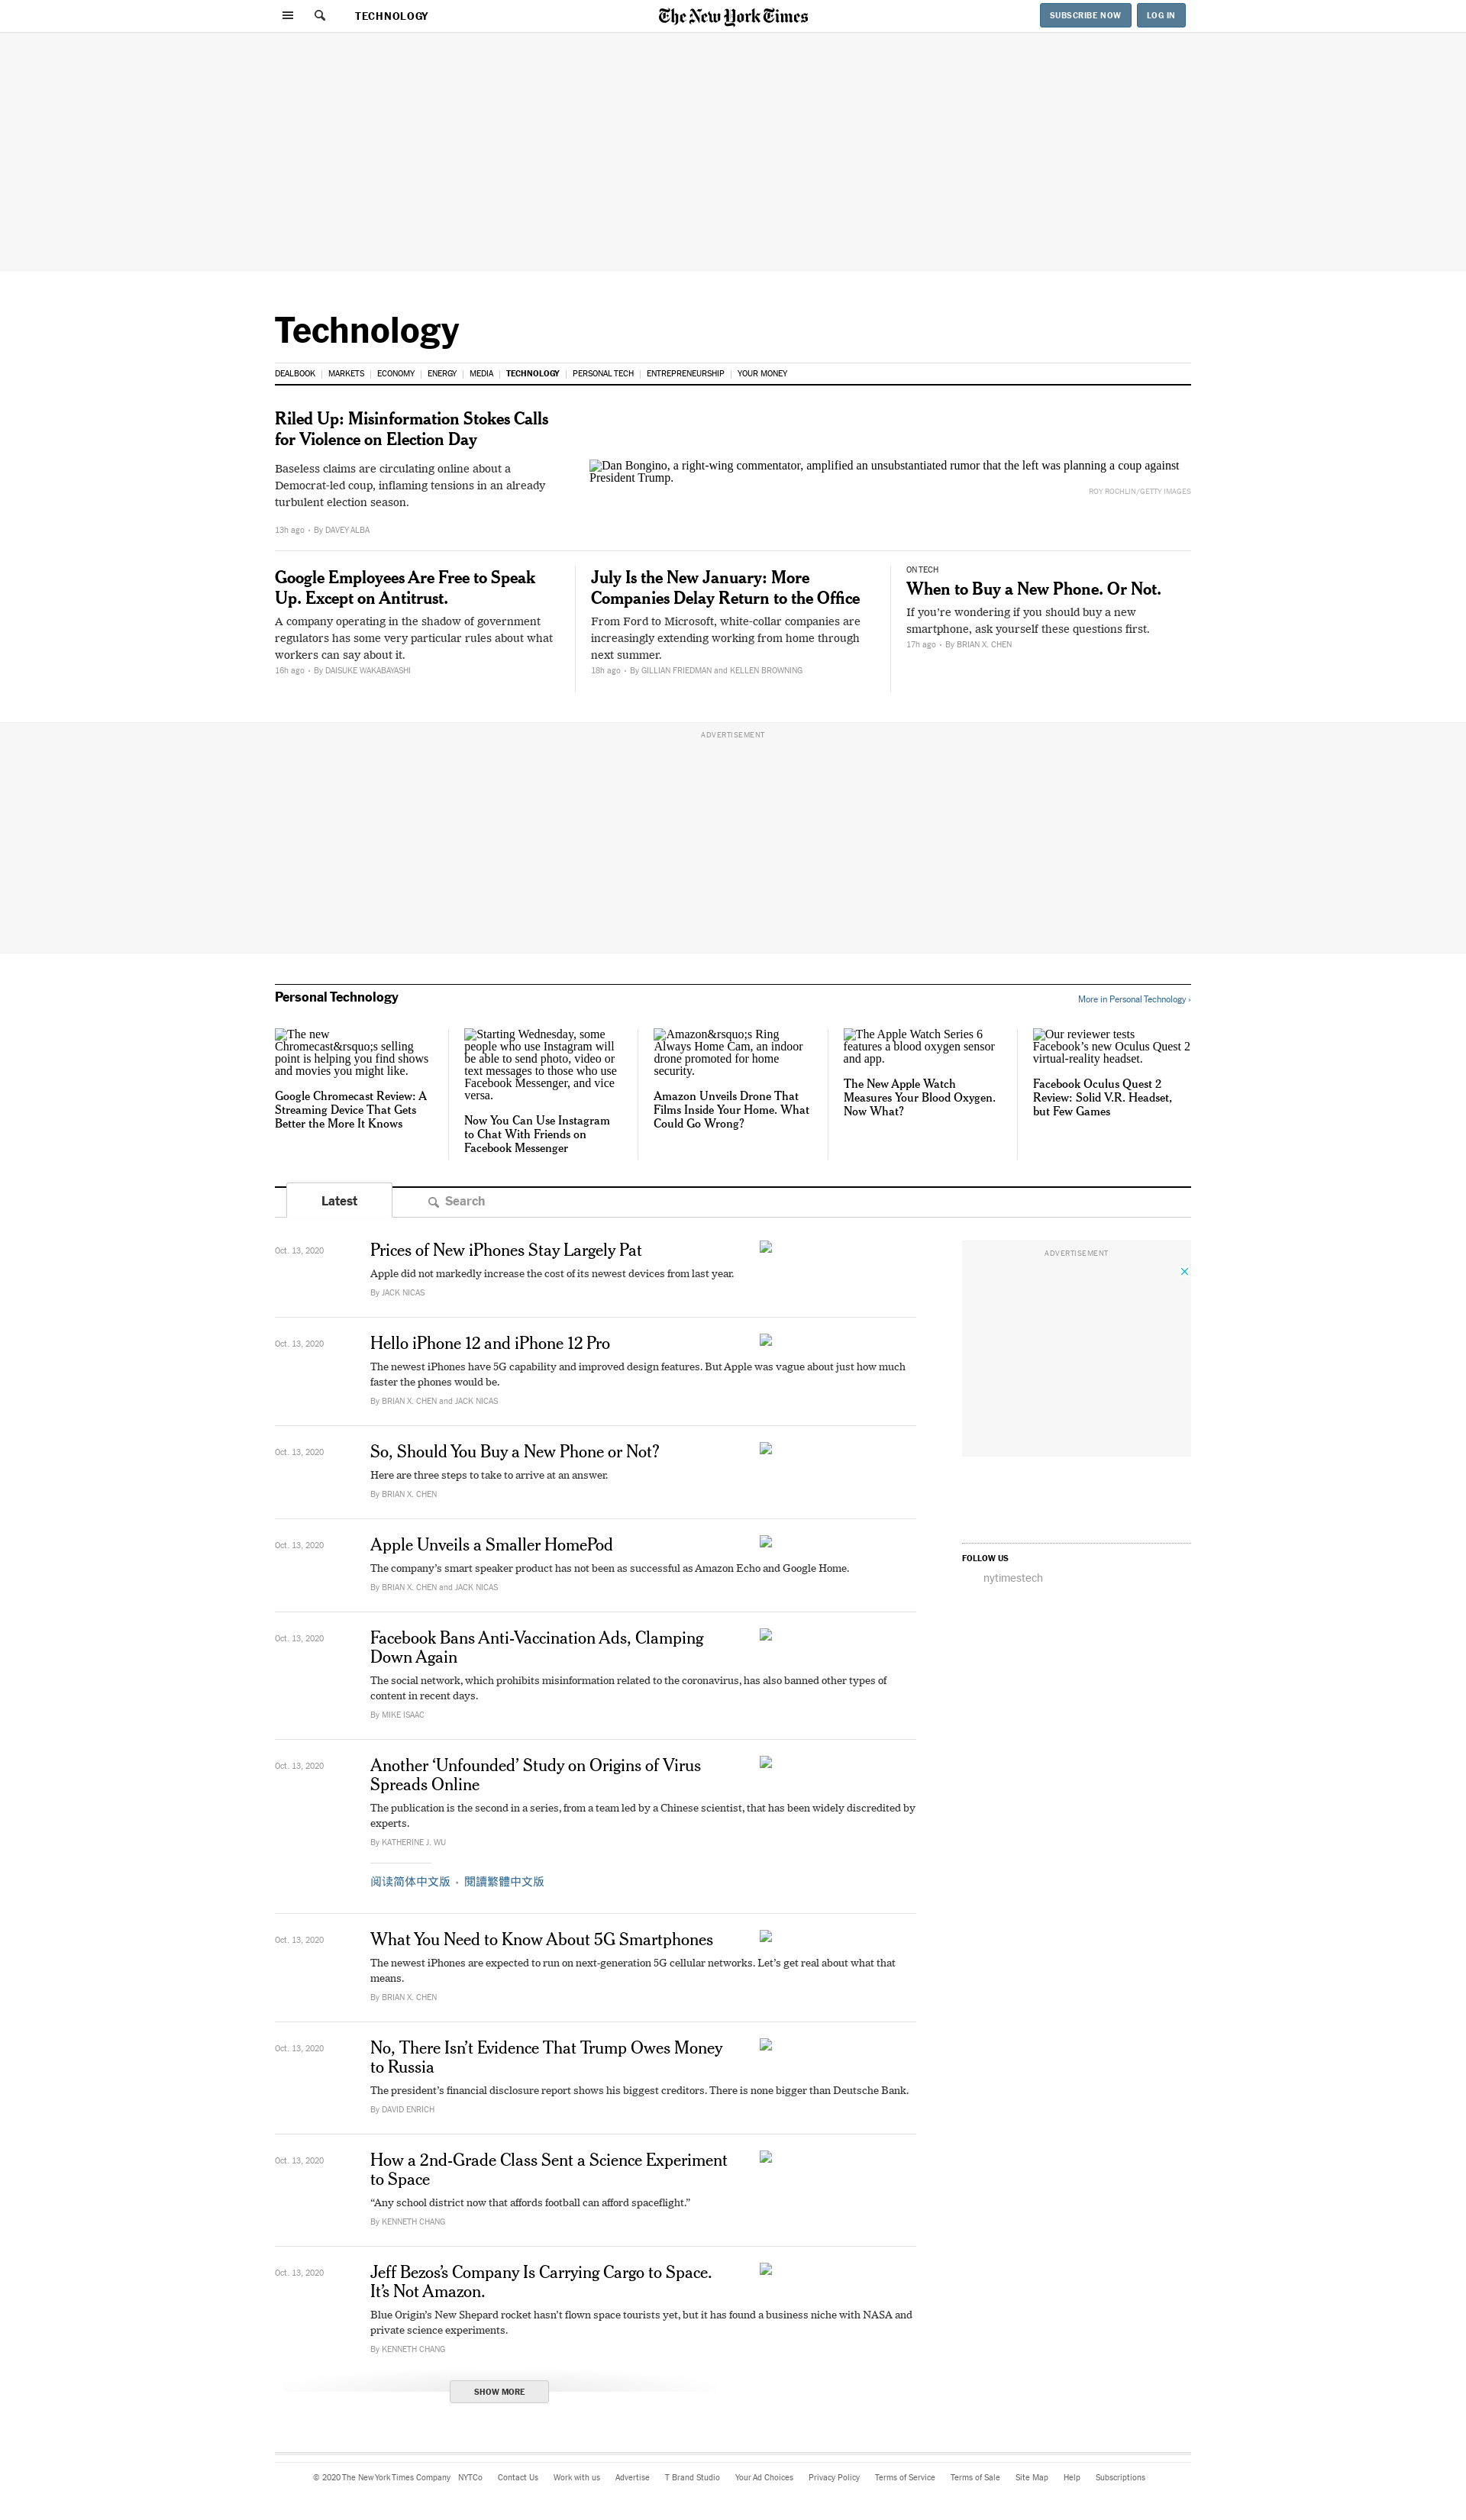 TECHNOLOGY
The New York Times
SUBSCRIBE NOW
LOG IN
Technology
DEALBOOK | MARKETS | ECONOMY | ENERGY | MEDIA | TECHNOLOGY | PERSONAL TECH | ENTREPRENEURSHIP | YOUR MONEY
Riled Up: Misinformation Stokes Calls
for Violence on Election Day
Baseless claims are circulating online about a
Democrat-led coup, inflaming tensions in an already
turbulent election season.
13h ago • By DAVEY ALBA
Dan Bongino, a right-wing commentator, amplified an unsubstantiated rumor that the left was planning a coup against
President Trump.
ROY ROCHLIN/GETTY IMAGES
Google Employees Are Free to Speak
Up. Except on Antitrust.
A company operating in the shadow of government
regulators has some very particular rules about what
workers can say about it.
16h ago • By DAISUKE WAKABAYASHI
July Is the New January: More
Companies Delay Return to the Office
From Ford to Microsoft, white-collar companies are
increasingly extending working from home through
next summer.
18h ago • By GILLIAN FRIEDMAN and KELLEN BROWNING
ON TECH
When to Buy a New Phone. Or Not.
If you’re wondering if you should buy a new
smartphone, ask yourself these questions first.
17h ago • By BRIAN X. CHEN
ADVERTISEMENT
Personal Technology
More in Personal Technology ›
The new
Chromecast&rsquo;s selling
point is helping you find shows
and movies you might like.
Google Chromecast Review: A
Streaming Device That Gets
Better the More It Knows
Starting Wednesday, some
people who use Instagram will
be able to send photo, video or
text messages to those who use
Facebook Messenger, and vice
versa.
Now You Can Use Instagram
to Chat With Friends on
Facebook Messenger
Amazon&rsquo;s Ring
Always Home Cam, an indoor
drone promoted for home
security.
Amazon Unveils Drone That
Films Inside Your Home. What
Could Go Wrong?
The Apple Watch Series 6
features a blood oxygen sensor
and app.
The New Apple Watch
Measures Your Blood Oxygen.
Now What?
Our reviewer tests
Facebook’s new Oculus Quest 2
virtual-reality headset.
Facebook Oculus Quest 2
Review: Solid V.R. Headset,
but Few Games
Latest
Search
Oct. 13, 2020
Prices of New iPhones Stay Largely Pat
Apple did not markedly increase the cost of its newest devices from last year.
By JACK NICAS
Oct. 13, 2020
Hello iPhone 12 and iPhone 12 Pro
The newest iPhones have 5G capability and improved design features. But Apple was vague about just how much
faster the phones would be.
By BRIAN X. CHEN and JACK NICAS
Oct. 13, 2020
So, Should You Buy a New Phone or Not?
Here are three steps to take to arrive at an answer.
By BRIAN X. CHEN
Oct. 13, 2020
Apple Unveils a Smaller HomePod
The company’s smart speaker product has not been as successful as Amazon Echo and Google Home.
By BRIAN X. CHEN and JACK NICAS
Oct. 13, 2020
Facebook Bans Anti-Vaccination Ads, Clamping
Down Again
The social network, which prohibits misinformation related to the coronavirus, has also banned other types of
content in recent days.
By MIKE ISAAC
Oct. 13, 2020
Another ‘Unfounded’ Study on Origins of Virus
Spreads Online
The publication is the second in a series, from a team led by a Chinese scientist, that has been widely discredited by
experts.
By KATHERINE J. WU
阅读简体中文版 • 閱讀繁體中文版
Oct. 13, 2020
What You Need to Know About 5G Smartphones
The newest iPhones are expected to run on next-generation 5G cellular networks. Let’s get real about what that
means.
By BRIAN X. CHEN
Oct. 13, 2020
No, There Isn’t Evidence That Trump Owes Money
to Russia
The president’s financial disclosure report shows his biggest creditors. There is none bigger than Deutsche Bank.
By DAVID ENRICH
Oct. 13, 2020
How a 2nd-Grade Class Sent a Science Experiment
to Space
“Any school district now that affords football can afford spaceflight.”
By KENNETH CHANG
Oct. 13, 2020
Jeff Bezos’s Company Is Carrying Cargo to Space.
It’s Not Amazon.
Blue Origin’s New Shepard rocket hasn’t flown space tourists yet, but it has found a business niche with NASA and
private science experiments.
By KENNETH CHANG
SHOW MORE
ADVERTISEMENT
FOLLOW US
nytimestech
© 2020 The New York Times Company NYTCo Contact Us Work with us Advertise T Brand Studio Your Ad Choices Privacy Policy Terms of Service Terms of Sale Site Map Help Subscriptions